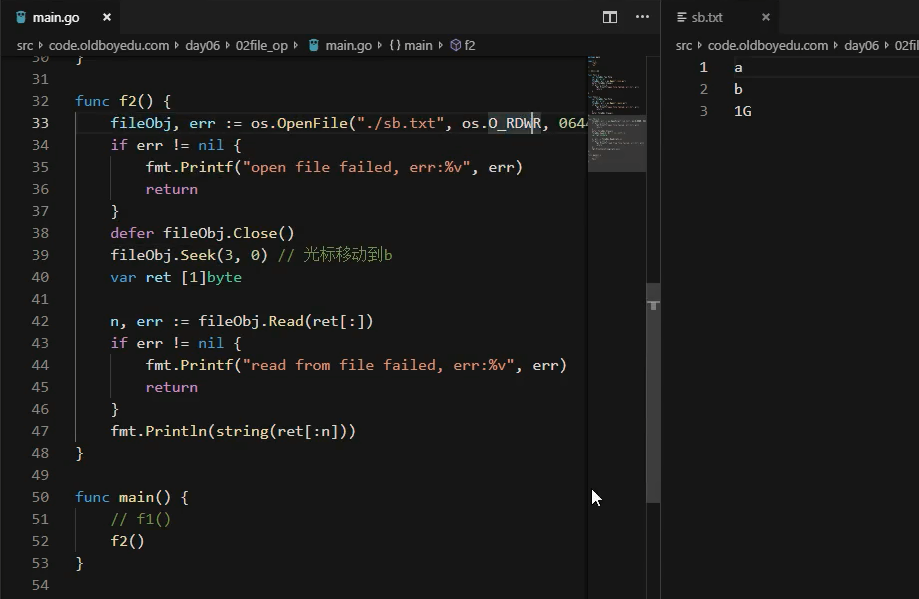 main.go ×
sb.txt ×
src › code.oldboyedu.com › day06 › 02file_op › main.go › {} main › f2
src › code.oldboyedu.com › day06 › 02fil
30 }
31
32 func f2() {
33 fileObj, err := os.OpenFile("./sb.txt", os.O_RDWR, 064
34 if err != nil {
35 fmt.Printf("open file failed, err:%v", err)
36 return
37 }
38 defer fileObj.Close()
39 fileObj.Seek(3, 0) // 光标移动到b
40 var ret [1]byte
41
42 n, err := fileObj.Read(ret[:])
43 if err != nil {
44 fmt.Printf("read from file failed, err:%v", err)
45 return
46 }
47 fmt.Println(string(ret[:n]))
48 }
49
50 func main() {
51 // f1()
52 f2()
53 }
54
1 a
2 b
3 1G